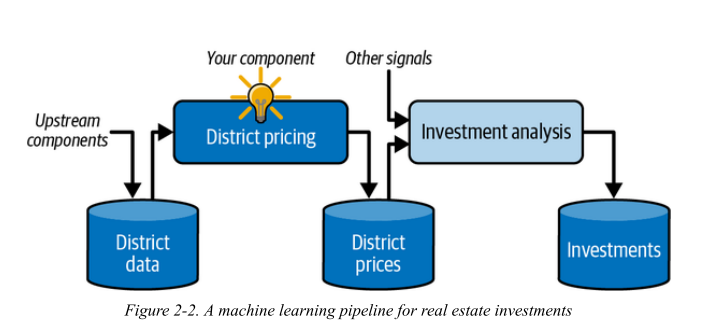 Your component
Other signals
Upstream
components
District pricing
Investment analysis
District
data
District
prices
Investments
Figure 2-2. A machine learning pipeline for real estate investments